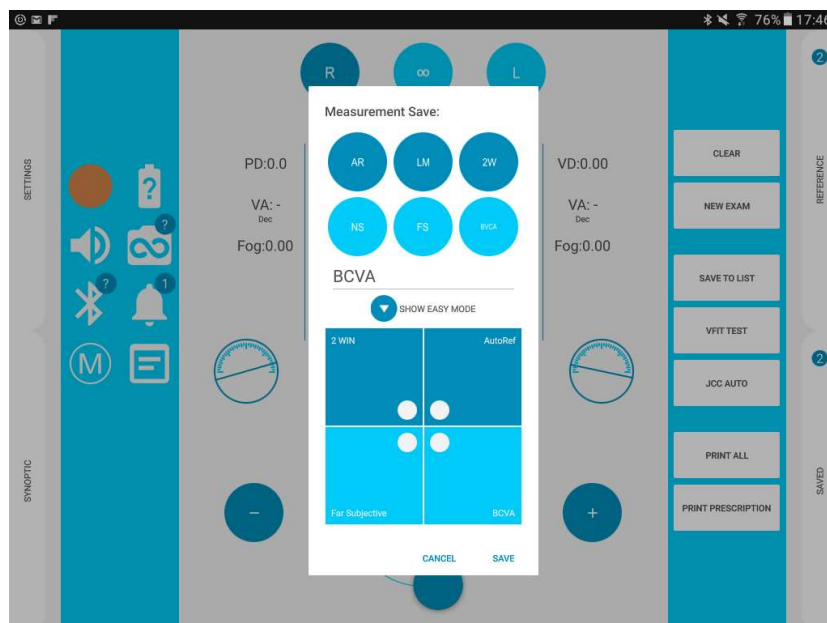 76% 17:46
R ∞ L
Measurement Save:
AR LM 2W
NS FS BVCA
BCVA
SHOW EASY MODE
2 WIN AutoRef
Far Subjective BCVA
CANCEL SAVE
SETTINGS
SYNOPTIC
? ?
? 1
M
PD:0.0
VA: -
Dec
Fog:0.00
VD:0.00
VA: -
Dec
Fog:0.00
−
+
CLEAR
NEW EXAM
SAVE TO LIST
VFIT TEST
JCC AUTO
PRINT ALL
PRINT PRESCRIPTION
2
REFERENCE
2
SAVED